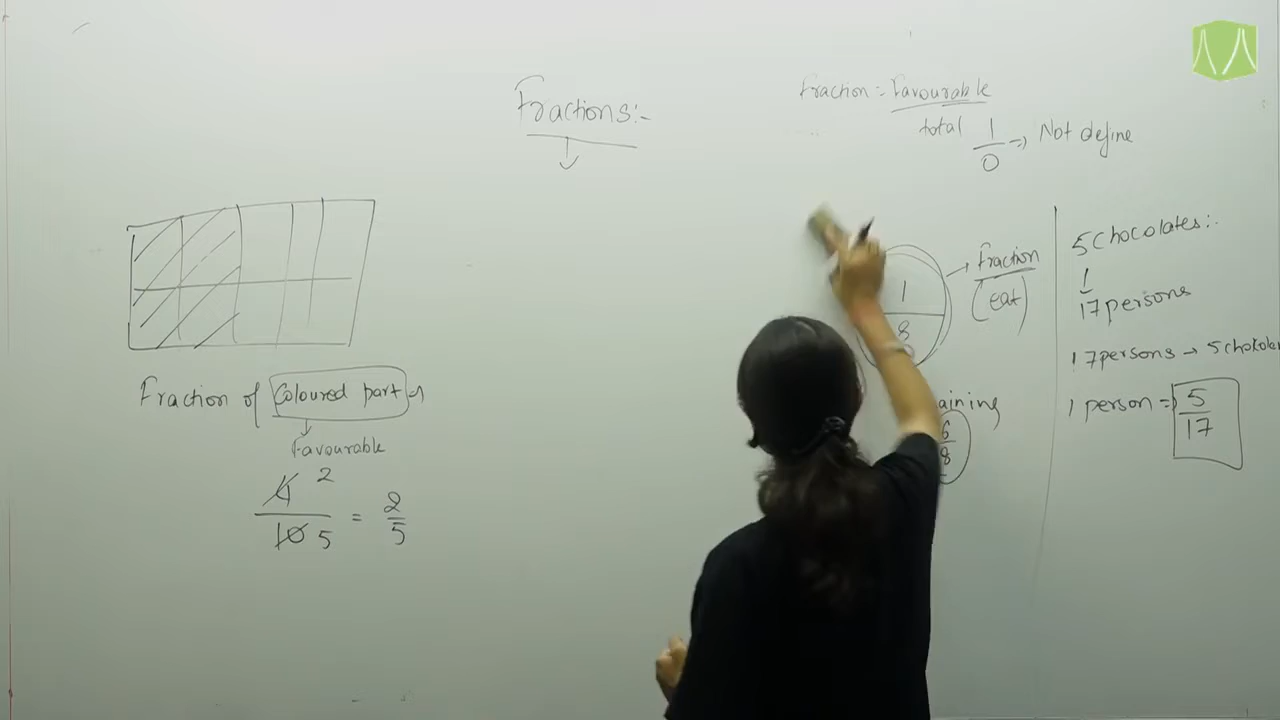 Fractions:-
Fraction = Favourable
total
1
0
=> Not define
Fraction of Coloured part
Favourable
4 2
10 5
= 2
5
1
8
Fraction
(eat)
aining
6
8
5 Chocolates:
1
17 persons
17 persons → 5 chokola
1 person = 5
17